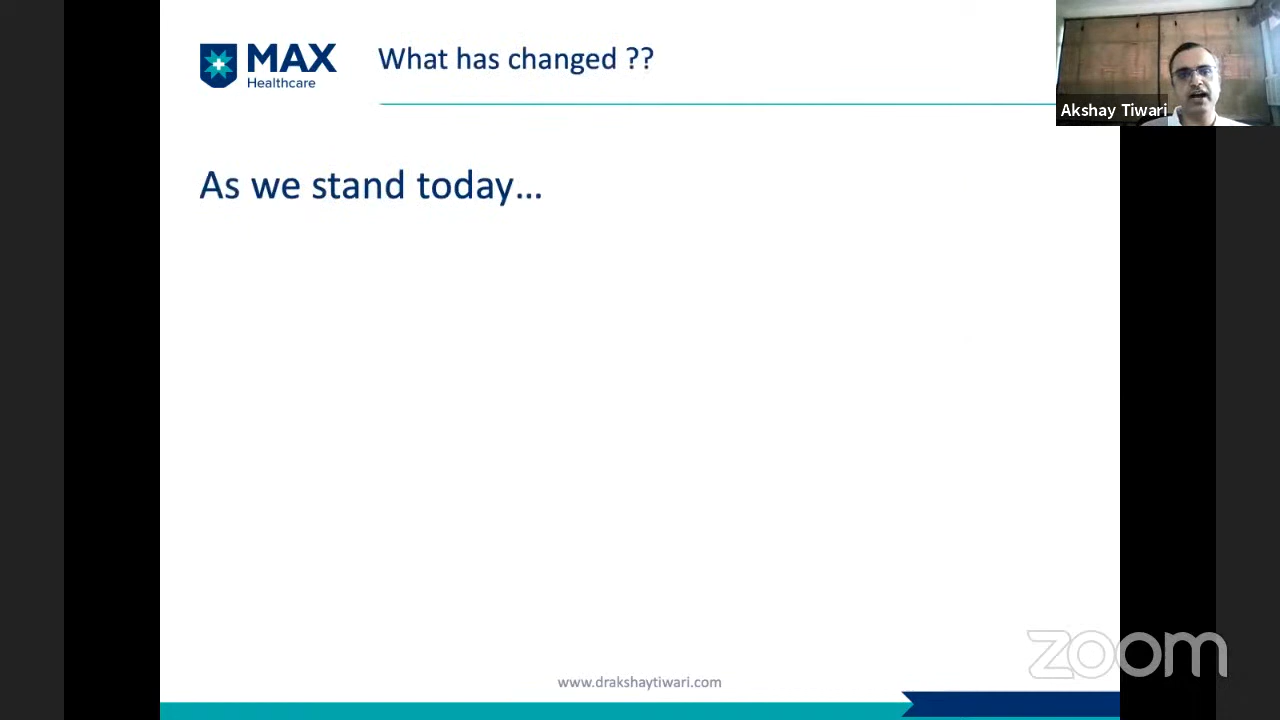 MAX
Healthcare
What has changed ??
Akshay Tiwari
As we stand today...
zoom
www.drakshaytiwari.com